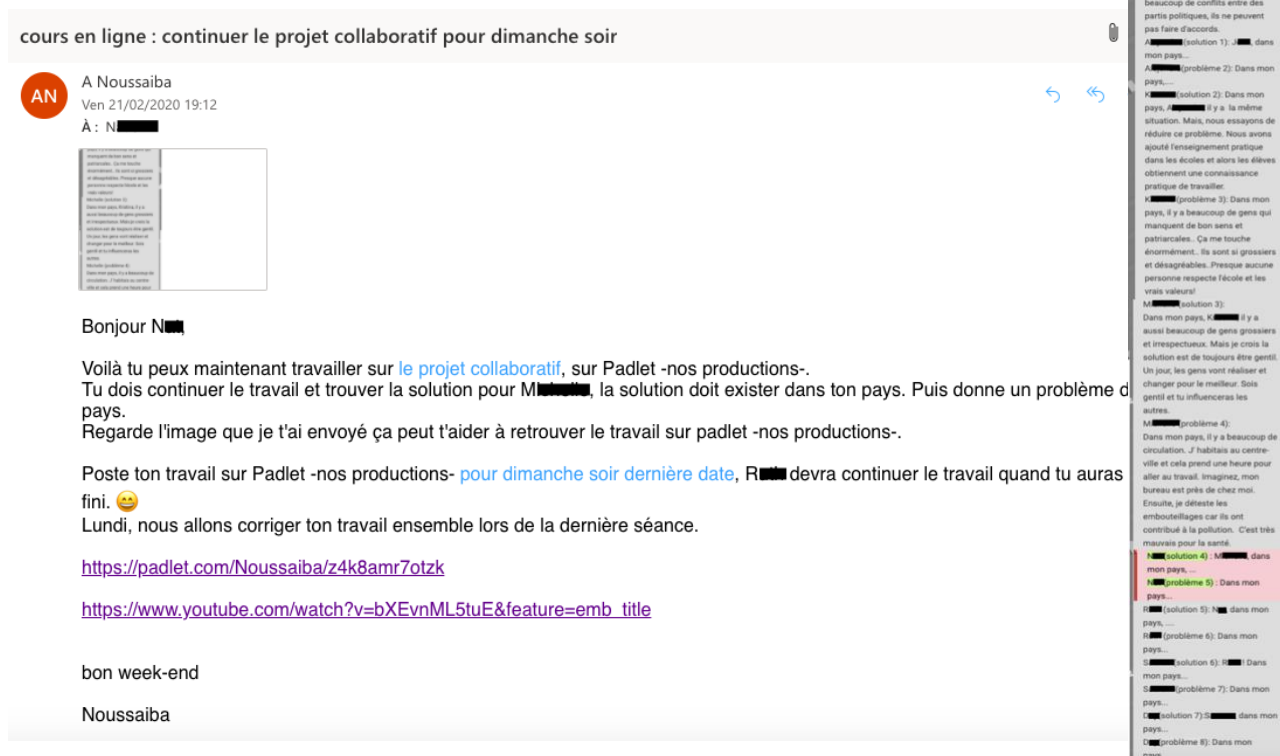 cours en ligne : continuer le projet collaboratif pour dimanche soir
AN
A Noussaiba
Ven 21/02/2020 19:12
À : N
Bonjour N
Voilà tu peux maintenant travailler sur le projet collaboratif, sur Padlet -nos productions-.
Tu dois continuer le travail et trouver la solution pour M, la solution doit exister dans ton pays. Puis donne un problème d
pays.
Regarde l'image que je t'ai envoyé ça peut t'aider à retrouver le travail sur padlet -nos productions-.
Poste ton travail sur Padlet -nos productions- pour dimanche soir dernière date, R devra continuer le travail quand tu auras
fini. 😄
Lundi, nous allons corriger ton travail ensemble lors de la dernière séance.
https://padlet.com/Noussaiba/z4k8amr7otzk
https://www.youtube.com/watch?v=bXEvnML5tuE&feature=emb_title
bon week-end
Noussaiba
beaucoup de conflits entre des
partis politiques, ils ne peuvent
pas faire d'accords.
A (solution 1): J, dans
mon pays...
A (problème 2): Dans mon
pays,....
K (solution 2): Dans mon
pays, A il y a la même
situation. Mais, nous essayons de
réduire ce problème. Nous avons
ajouté l'enseignement pratique
dans les écoles et alors les élèves
obtiennent une connaissance
pratique de travailler.
K (problème 3): Dans mon
pays, il y a beaucoup de gens qui
manquent de bon sens et
patriarcales.. Ça me touche
énormément.. Ils sont si grossiers
et désagréables. Presque aucune
personne respecte l'école et les
vrais valeurs!
M (solution 3):
Dans mon pays, K il y a
aussi beaucoup de gens grossiers
et irrespectueux. Mais je crois la
solution est de toujours être gentil.
Un jour, les gens vont réaliser et
changer pour le meilleur. Sois
gentil et tu influenceras les
autres.
M (problème 4):
Dans mon pays, il y a beaucoup de
circulation. J' habitais au centre-
ville et cela prend une heure pour
aller au travail. Imaginez, mon
bureau est près de chez moi.
Ensuite, je déteste les
embouteillages car ils ont
contribué à la pollution. C'est très
mauvais pour la santé.
N (solution 4) : M, dans
mon pays, ...
N (problème 5) : Dans mon
pays...
R (solution 5): N, dans mon
pays, ....
R (problème 6): Dans mon
pays...
S (solution 6): R ! Dans
mon pays...
S (problème 7): Dans mon
pays...
D (solution 7):S dans mon
pays...
D (problème 8): Dans mon
pays